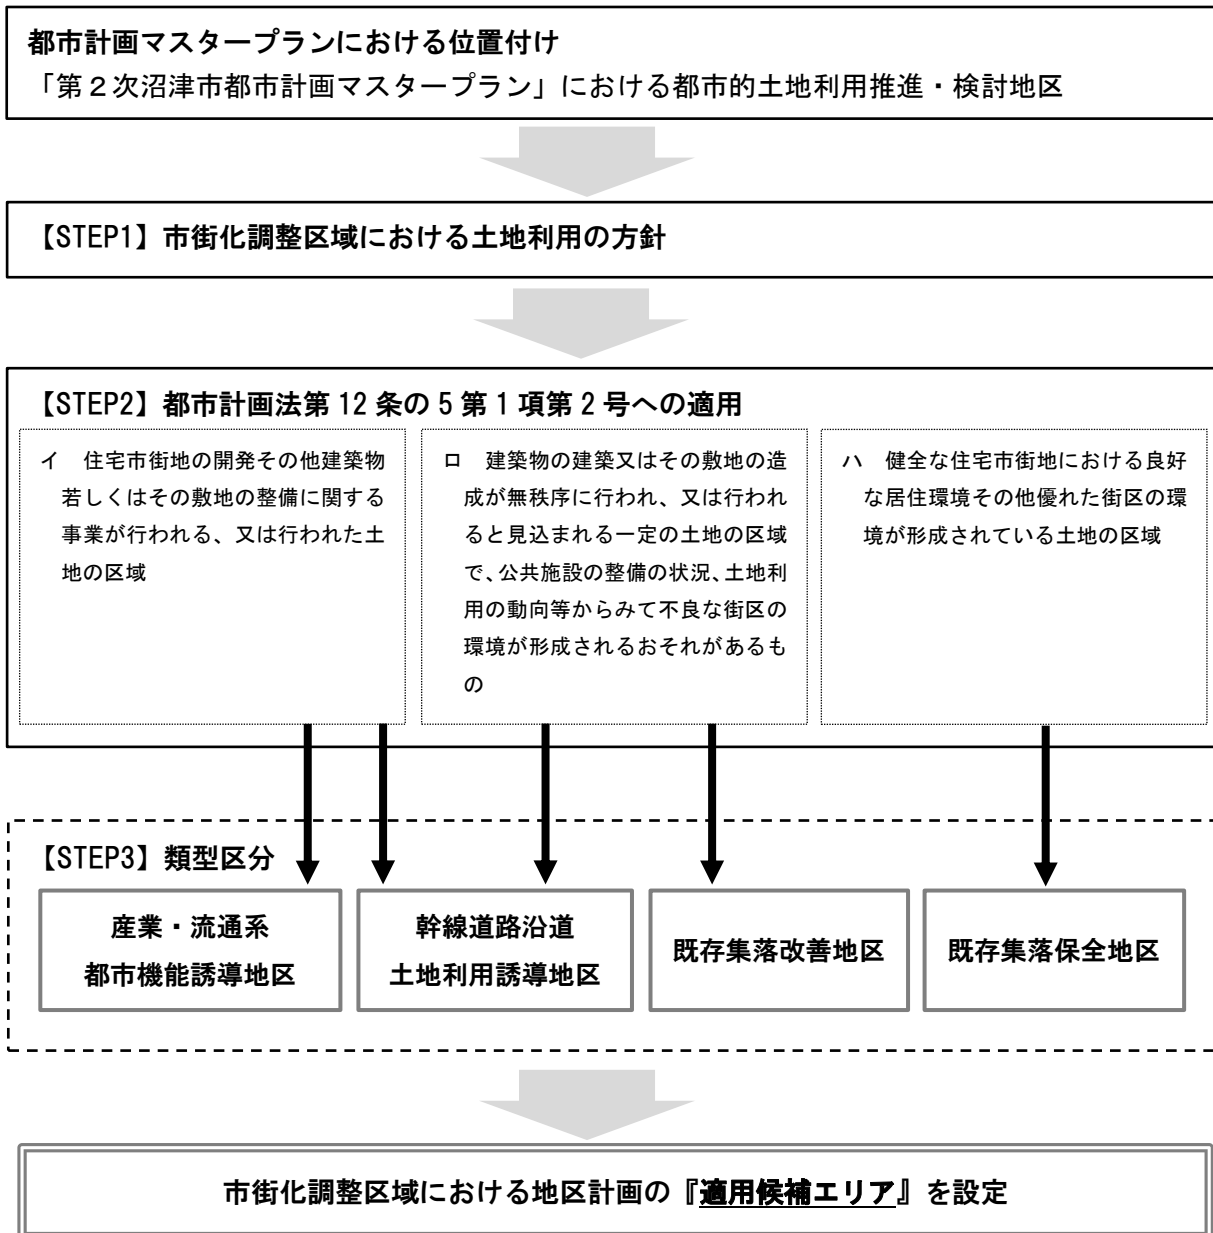 都市計画マスタープランにおける位置付け
「第2次沼津市都市計画マスタープラン」における都市的土地利用推進・検討地区
【STEP1】市街化調整区域における土地利用の方針
【STEP2】都市計画法第 12 条の 5 第 1 項第 2 号への適用
イ 住宅市街地の開発その他建築物
若しくはその敷地の整備に関する
事業が行われる、又は行われた土
地の区域
ロ 建築物の建築又はその敷地の造
成が無秩序に行われ、又は行われ
ると見込まれる一定の土地の区域
で、公共施設の整備の状況、土地利
用の動向等からみて不良な街区の
環境が形成されるおそれがあるも
の
ハ 健全な住宅市街地における良好
な居住環境その他優れた街区の環
境が形成されている土地の区域
【STEP3】類型区分
産業・流通系
都市機能誘導地区
幹線道路沿道
土地利用誘導地区
既存集落改善地区
既存集落保全地区
市街化調整区域における地区計画の『適用候補エリア』を設定